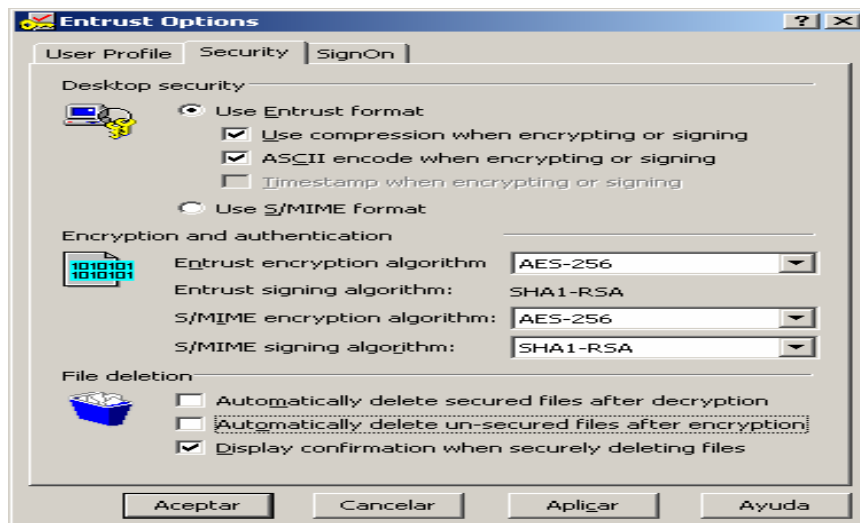 Entrust Options
User Profile Security SignOn
Desktop security
Use Entrust format
Use compression when encrypting or signing
ASCII encode when encrypting or signing
Timestamp when encrypting or signing
Use S/MIME format
Encryption and authentication
1010101
1010101
Entrust encryption algorithm AES-256
Entrust signing algorithm: SHA1-RSA
S/MIME encryption algorithm: AES-256
S/MIME signing algorithm: SHA1-RSA
File deletion
Automatically delete secured files after decryption
Automatically delete un-secured files after encryption
Display confirmation when securely deleting files
Aceptar Cancelar Aplicar Ayuda